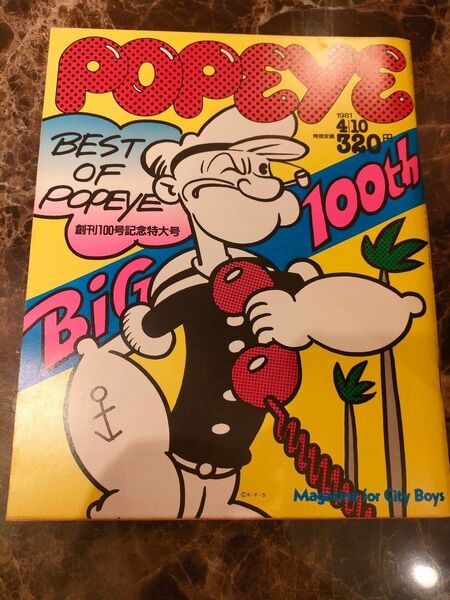 POPEYE
1981
4/10
特別定価
320円
BEST
OF
POPEYE
創刊100号記念特大号
BiG
100th
©K・F・S
Magazine for City Boys